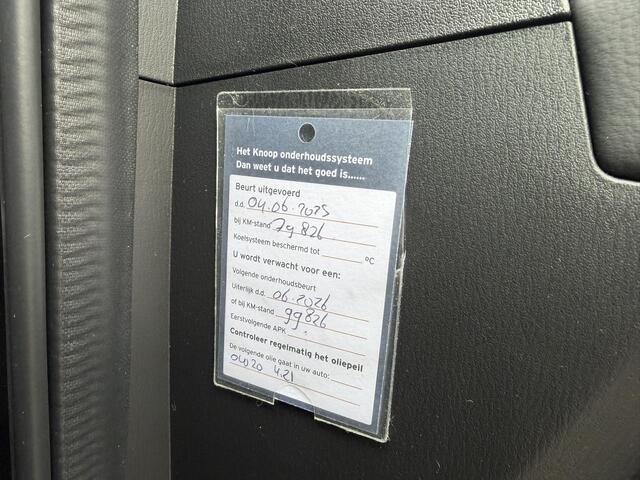 Het Knoop onderhoudssysteem
Dan weet u dat het goed is......
Beurt uitgevoerd
d.d. 04.06.2025
bij KM-stand 79826
Koelsysteem beschermd tot ______ °C
U wordt verwacht voor een:
Volgende onderhoudsbeurt
Uiterlijk d.d. 06.2026
of bij KM-stand 99826
Eerstvolgende APK
Controleer regelmatig het oliepeil
De volgende olie gaat in uw auto:
0W20 4.2l